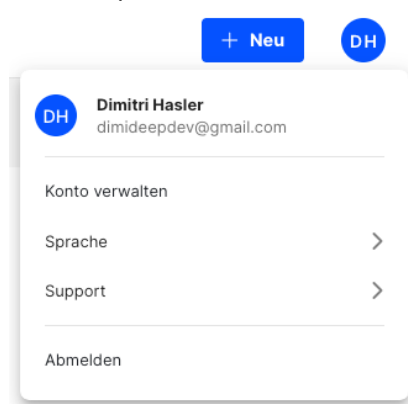 + Neu
DH
DH
Dimitri Hasler
dimideepdev@gmail.com
Konto verwalten
Sprache
Support
Abmelden